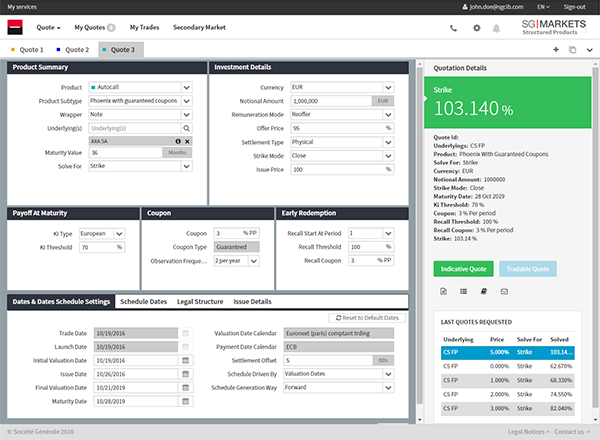 My services
john.doe@sgcib.com EN Sign-out
Quote My Quotes My Trades Secondary Market
SG|MARKETS
Structured Products
Quote 1 Quote 2 Quote 3
Product Summary
Product Autocall
Product Subtype Phoenix with guaranteed coupons
Wrapper Note
Underlying(s) Underlying(s)
AXA SA
Maturity Value 36 Months
Solve For Strike
Investment Details
Currency EUR
Notional Amount 1,000,000 EUR
Remuneration Mode Reoffer
Offer Price 95 %
Settlement Type Physical
Strike Mode Close
Issue Price 100 %
Payoff At Maturity
KI Type European
KI Threshold 70 %
Coupon
Coupon 3 % PP
Coupon Type Guaranteed
Observation Freque... 2 per year
Early Redemption
Recall Start At Period 1
Recall Threshold 100 %
Recall Coupon 3 % PP
Dates & Dates Schedule Settings Schedule Dates Legal Structure Issue Details
Reset to Default Dates
Trade Date 10/19/2016
Launch Date 10/19/2016
Initial Valuation Date 10/19/2016
Issue Date 10/26/2016
Final Valuation Date 10/21/2019
Maturity Date 10/28/2019
Valuation Date Calendar Euronext (paris) comptant trding
Payment Date Calendar ECB
Settlement Offset 5 BDs
Schedule Driven By Valuation Dates
Schedule Generation Way Forward
Quotation Details
Strike
103.140 %
Quote Id:
Underlyings: CS FP
Product: Phoenix With Guaranteed Coupons
Solve For: Strike
Currency: EUR
Notional Amount: 1000000
Strike Mode: Close
Maturity Date: 28 Oct 2019
Ki Threshold: 70 %
Coupon: 3 % Per Period
Recall Threshold: 100 %
Recall Coupon: 3 % Per Period
Strike: 103.14 %
Indicative Quote Tradable Quote
LAST QUOTES REQUESTED
Underlying Price Solve For Solved
CS FP 5.000% Strike 103.14...
CS FP 0.000% Strike 62.670%
CS FP 1.000% Strike 68.330%
CS FP 2.000% Strike 74.550%
CS FP 3.000% Strike 82.040%
© Société Générale 2016
Legal Notices Contact us